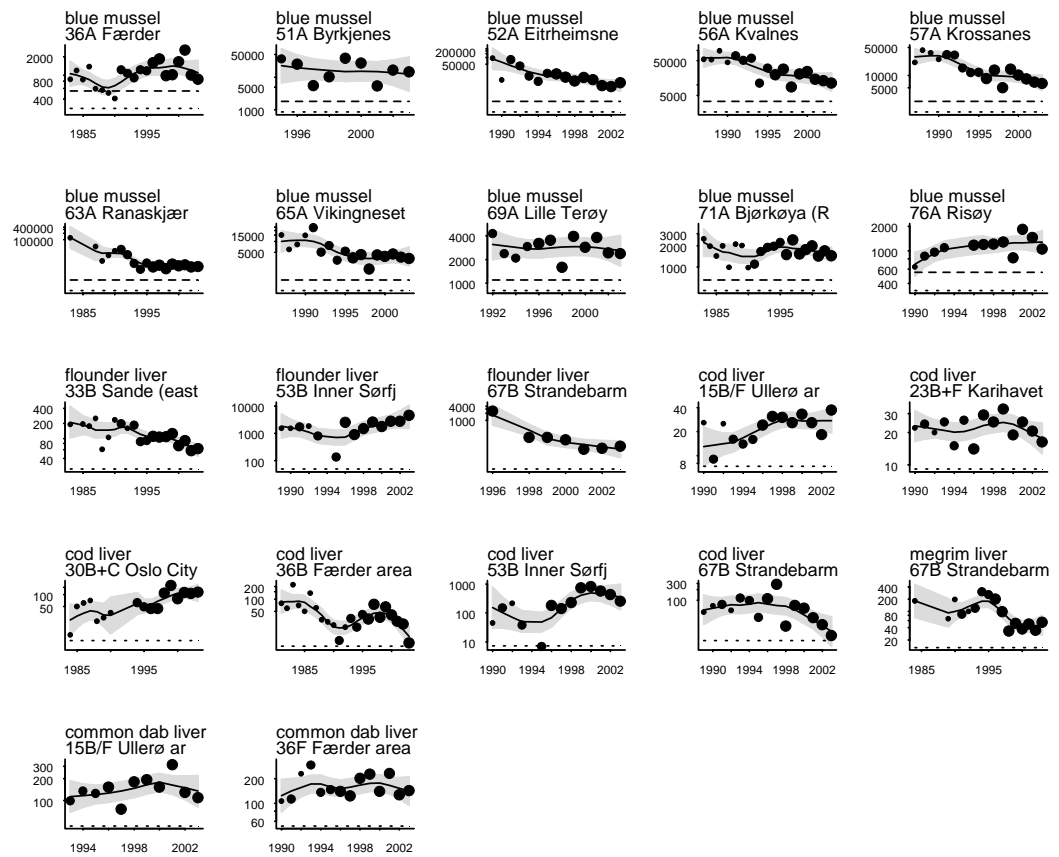 blue mussel
36A Færder
2000
800
400
1985 1995
blue mussel
51A Byrkjenes
50000
5000
1000
1996 2000
blue mussel
52A Eitrheimsne
200000
50000
1990 1994 1998 2002
blue mussel
56A Kvalnes
50000
5000
1990 1995 2000
blue mussel
57A Krossanes
50000
10000
5000
1990 1995 2000
blue mussel
63A Ranaskjær
400000
100000
1985 1995
blue mussel
65A Vikingneset
15000
5000
1990 1995 2000
blue mussel
69A Lille Terøy
4000
2000
1000
1992 1996 2000
blue mussel
71A Bjørkøya (R
3000
2000
1000
1985 1995
blue mussel
76A Risøy
2000
1000
600
400
1990 1994 1998 2002
flounder liver
33B Sande (east
400
200
80
40
1985 1995
flounder liver
53B Inner Sørfj
10000
1000
100
1990 1994 1998 2002
flounder liver
67B Strandebarm
4000
1000
1996 1998 2000 2002
cod liver
15B/F Ullerø ar
40
20
8
1990 1994 1998 2002
cod liver
23B+F Karihavet
30
20
10
1990 1994 1998 2002
cod liver
30B+C Oslo City
100
50
1985 1995
cod liver
36B Færder area
200
100
50
1985 1995
cod liver
53B Inner Sørfj
1000
100
10
1990 1994 1998 2002
cod liver
67B Strandebarm
300
100
1990 1994 1998 2002
megrim liver
67B Strandebarm
400
200
80
40
20
1985 1995
common dab liver
15B/F Ullerø ar
300
200
100
1994 1998 2002
common dab liver
36F Færder area
200
100
60
1990 1994 1998 2002